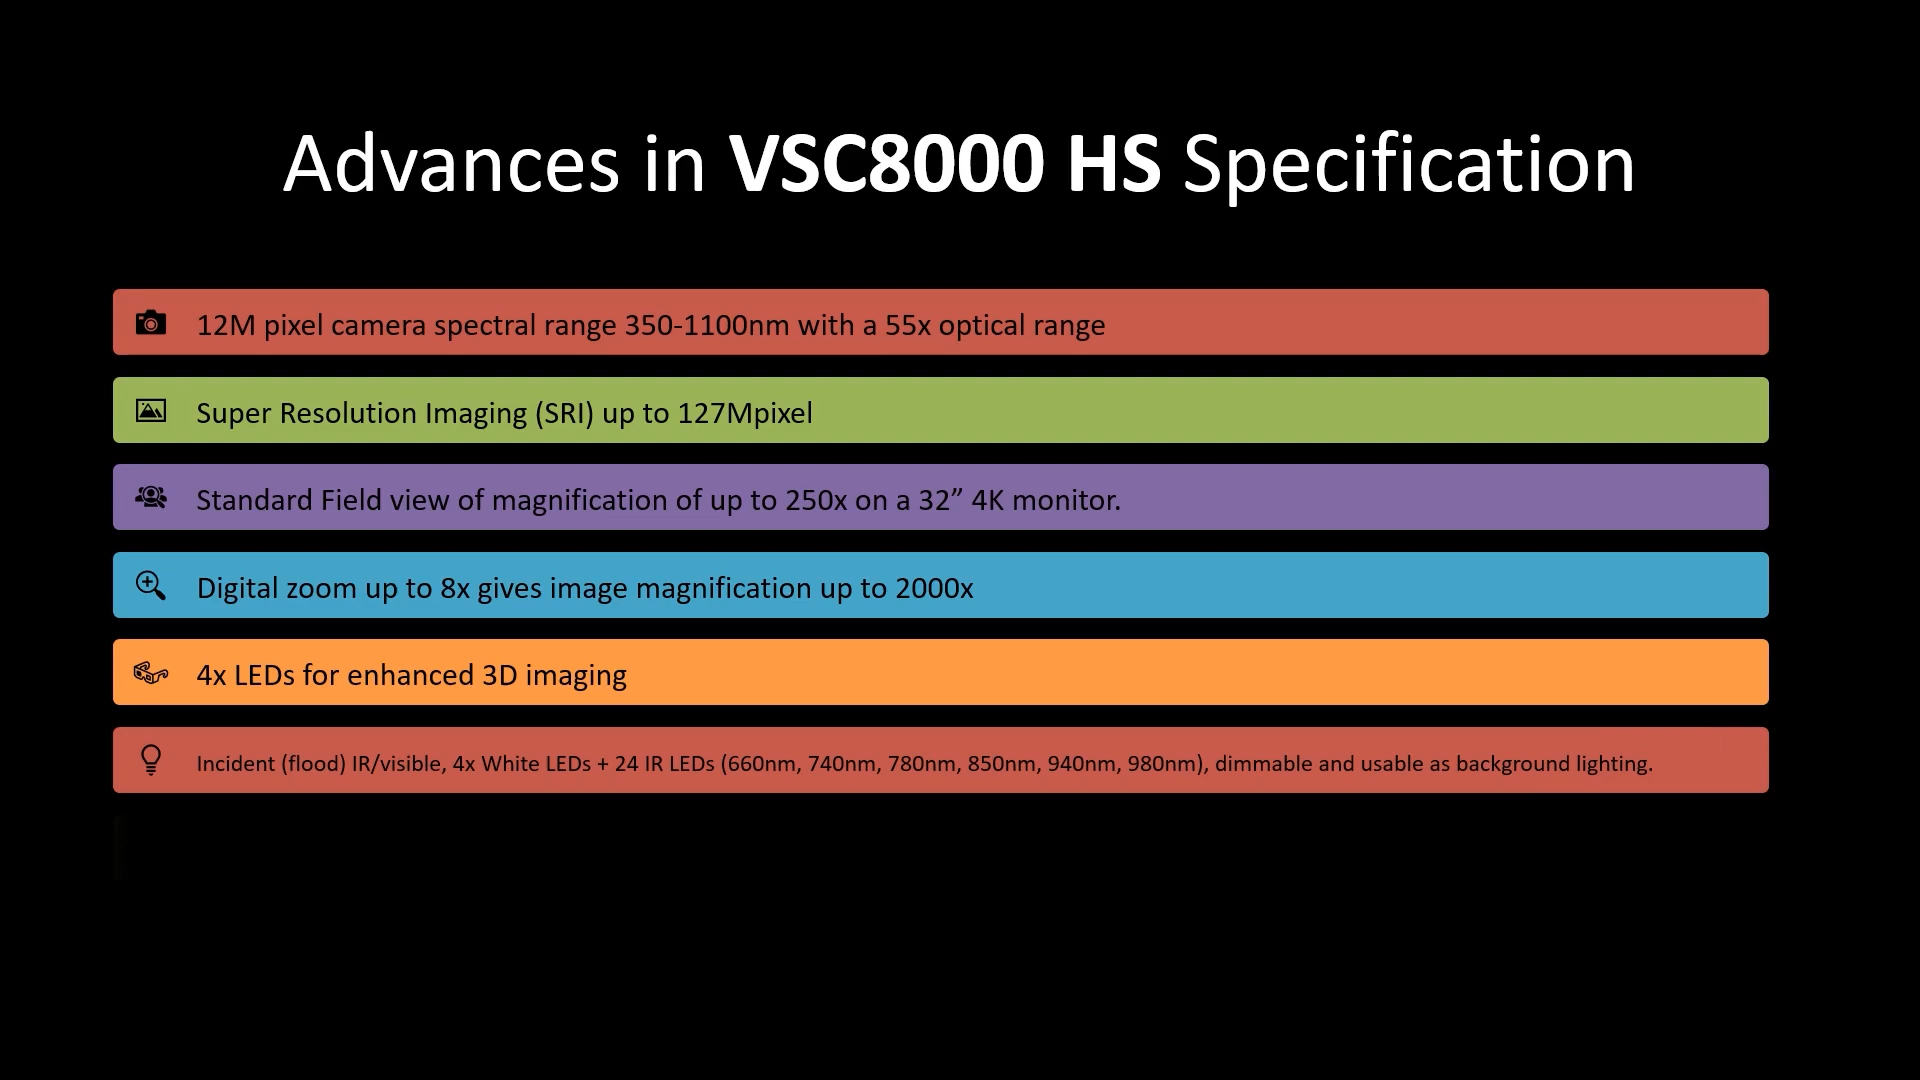 Advances in VSC8000 HS Specification
12M pixel camera spectral range 350-1100nm with a 55x optical range
Super Resolution Imaging (SRI) up to 127Mpixel
Standard Field view of magnification of up to 250x on a 32” 4K monitor.
Digital zoom up to 8x gives image magnification up to 2000x
4x LEDs for enhanced 3D imaging
Incident (flood) IR/visible, 4x White LEDs + 24 IR LEDs (660nm, 740nm, 780nm, 850nm, 940nm, 980nm), dimmable and usable as background lighting.